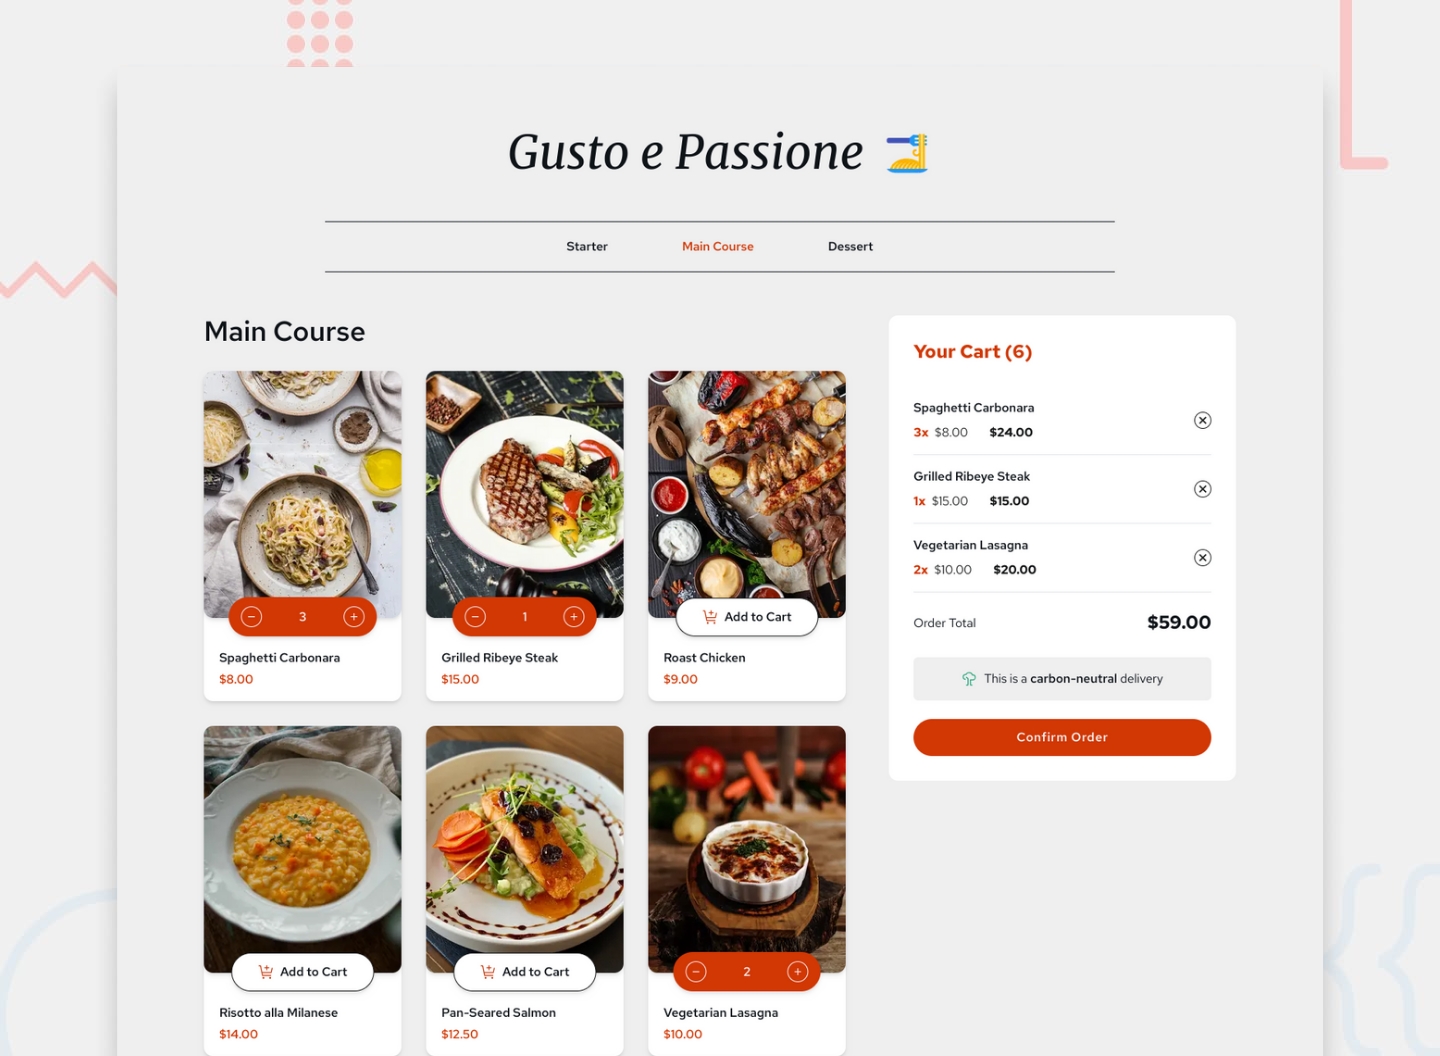 Gusto e Passione
Starter
Main Course
Dessert
Main Course
3
Spaghetti Carbonara
$8.00
1
Grilled Ribeye Steak
$15.00
Add to Cart
Roast Chicken
$9.00
Add to Cart
Risotto alla Milanese
$14.00
Add to Cart
Pan-Seared Salmon
$12.50
2
Vegetarian Lasagna
$10.00
Your Cart (6)
Spaghetti Carbonara
3x $8.00 $24.00
Grilled Ribeye Steak
1x $15.00 $15.00
Vegetarian Lasagna
2x $10.00 $20.00
Order Total $59.00
This is a carbon-neutral delivery
Confirm Order